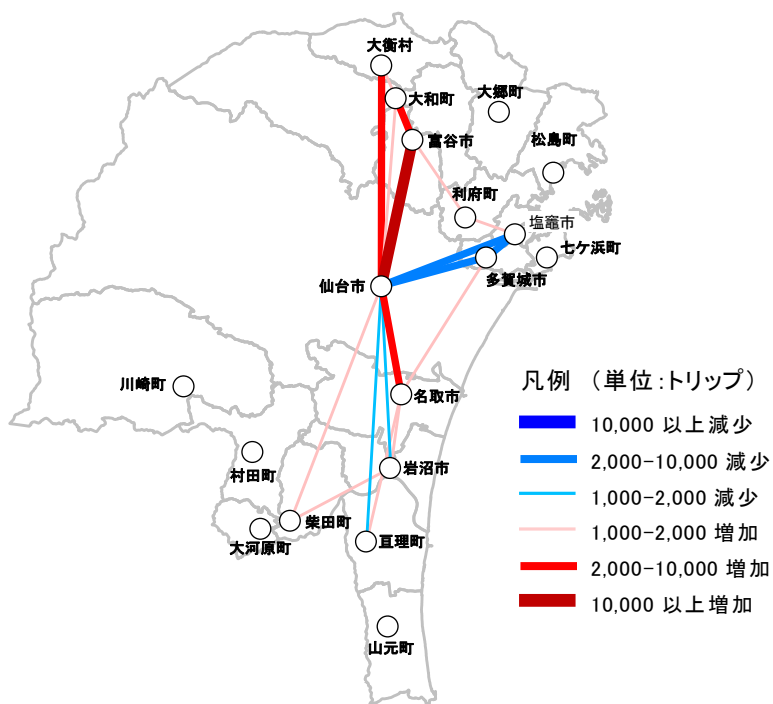 大衡村
大和町
大郷町
富谷市
松島町
利府町
塩竈市
七ケ浜町
多賀城市
仙台市
川崎町
名取市
村田町
岩沼市
柴田町
大河原町
亘理町
山元町
凡例 （単位:トリップ）
10,000 以上減少
2,000-10,000 減少
1,000-2,000 減少
1,000-2,000 増加
2,000-10,000 増加
10,000 以上増加